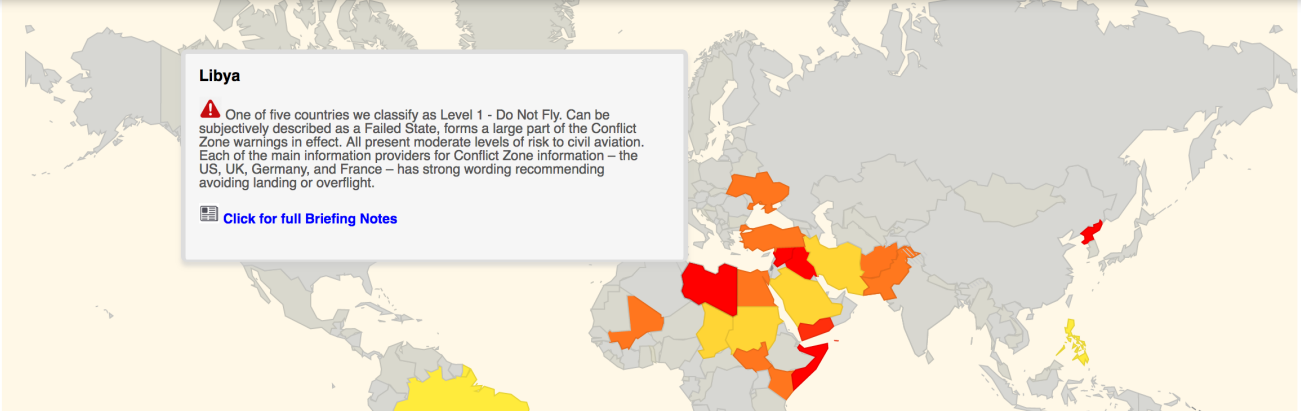 Libya
One of five countries we classify as Level 1 - Do Not Fly. Can be
subjectively described as a Failed State, forms a large part of the Conflict
Zone warnings in effect. All present moderate levels of risk to civil aviation.
Each of the main information providers for Conflict Zone information – the
US, UK, Germany, and France – has strong wording recommending
avoiding landing or overflight.
Click for full Briefing Notes